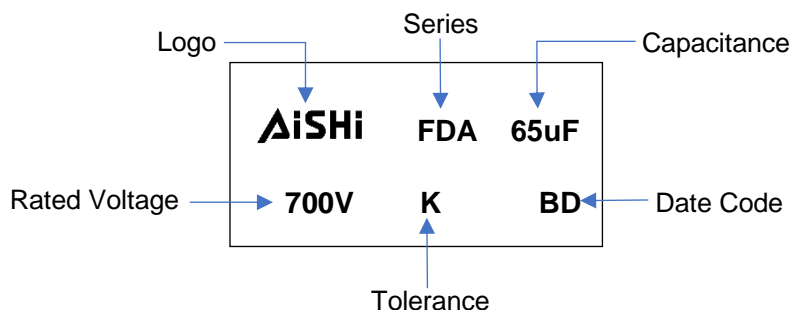 Series
Logo
Capacitance
AiSHi FDA 65uF
Rated Voltage 700V K BD Date Code
Tolerance